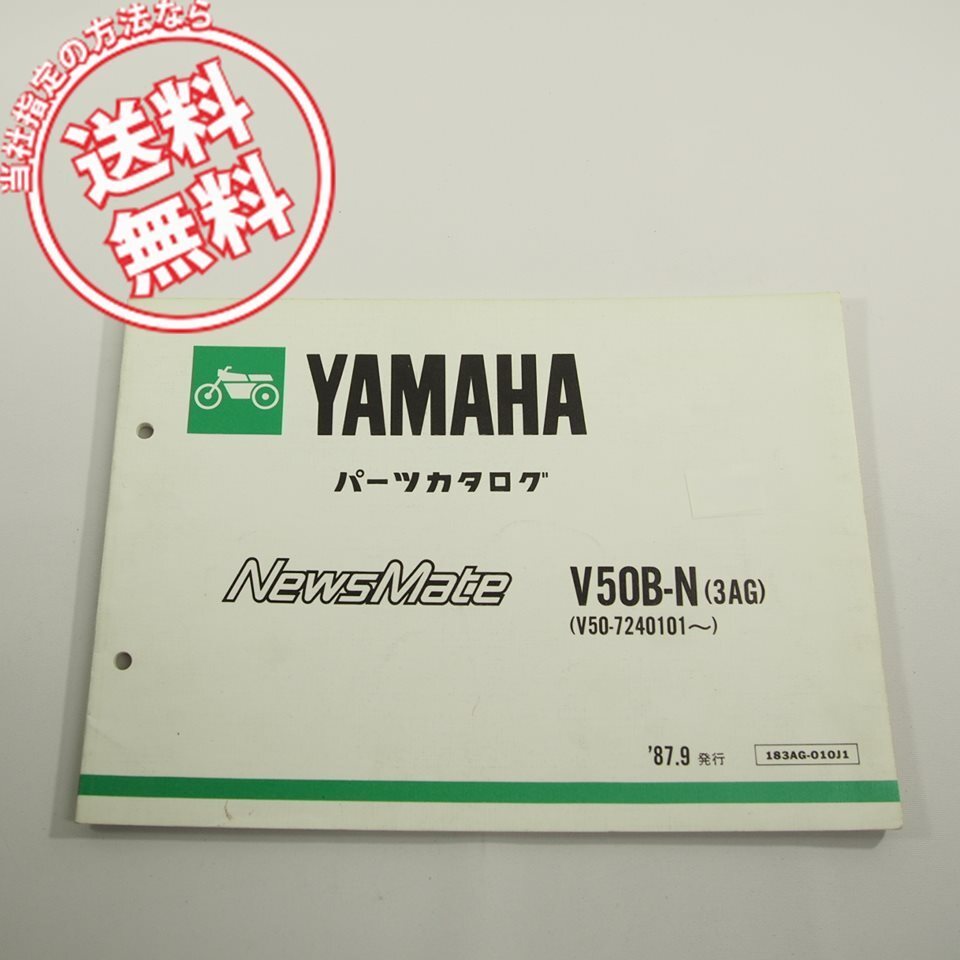 当社指定の方法なら
送料
無料
YAMAHA
パーツカタログ
NewsMate V50B-N (3AG)
(V50-7240101〜)
'87.9 発行 183AG-010J1